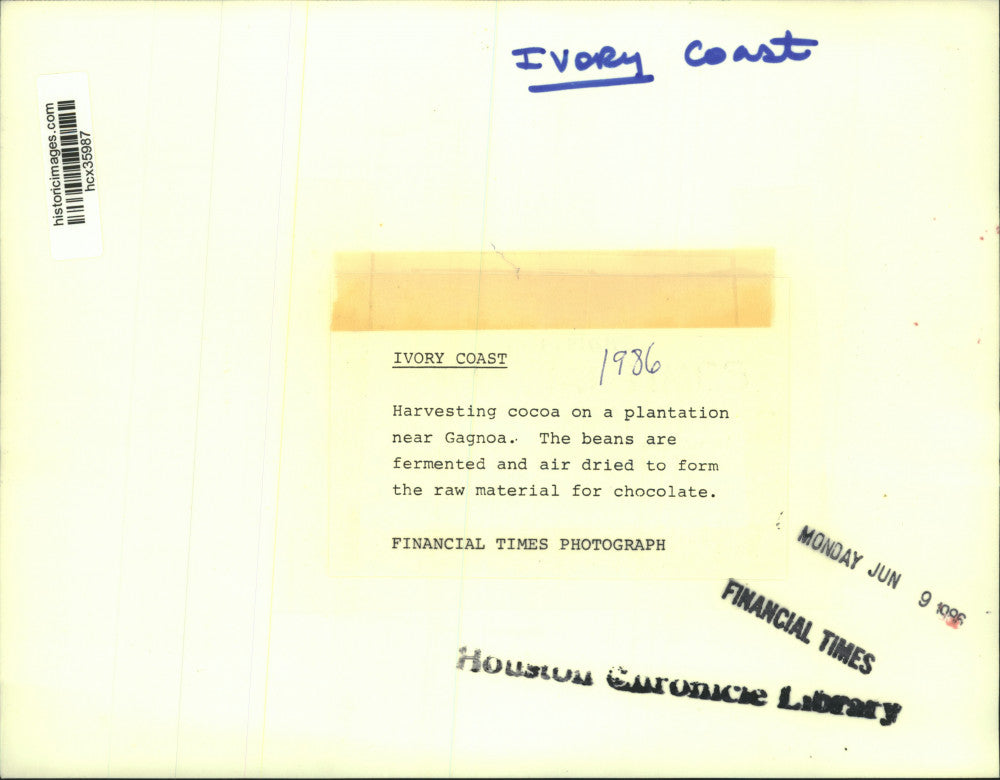 Ivory Coast
historicimages.com
hcx35987
IVORY COAST
1986
Harvesting cocoa on a plantation
near Gagnoa. The beans are
fermented and air dried to form
the raw material for chocolate.
FINANCIAL TIMES PHOTOGRAPH
MONDAY JUN 9 1986
FINANCIAL TIMES
Houston Chronicle Library